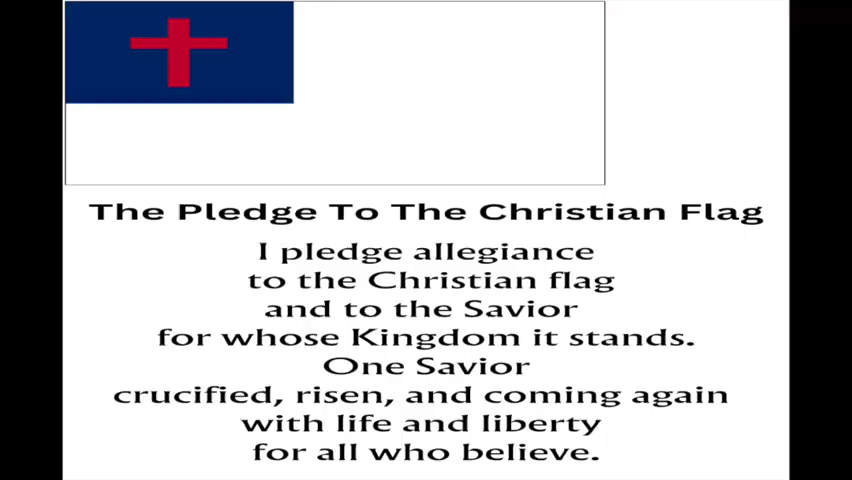 The Pledge To The Christian Flag
I pledge allegiance
to the Christian flag
and to the Savior
for whose Kingdom it stands.
One Savior
crucified, risen, and coming again
with life and liberty
for all who believe.